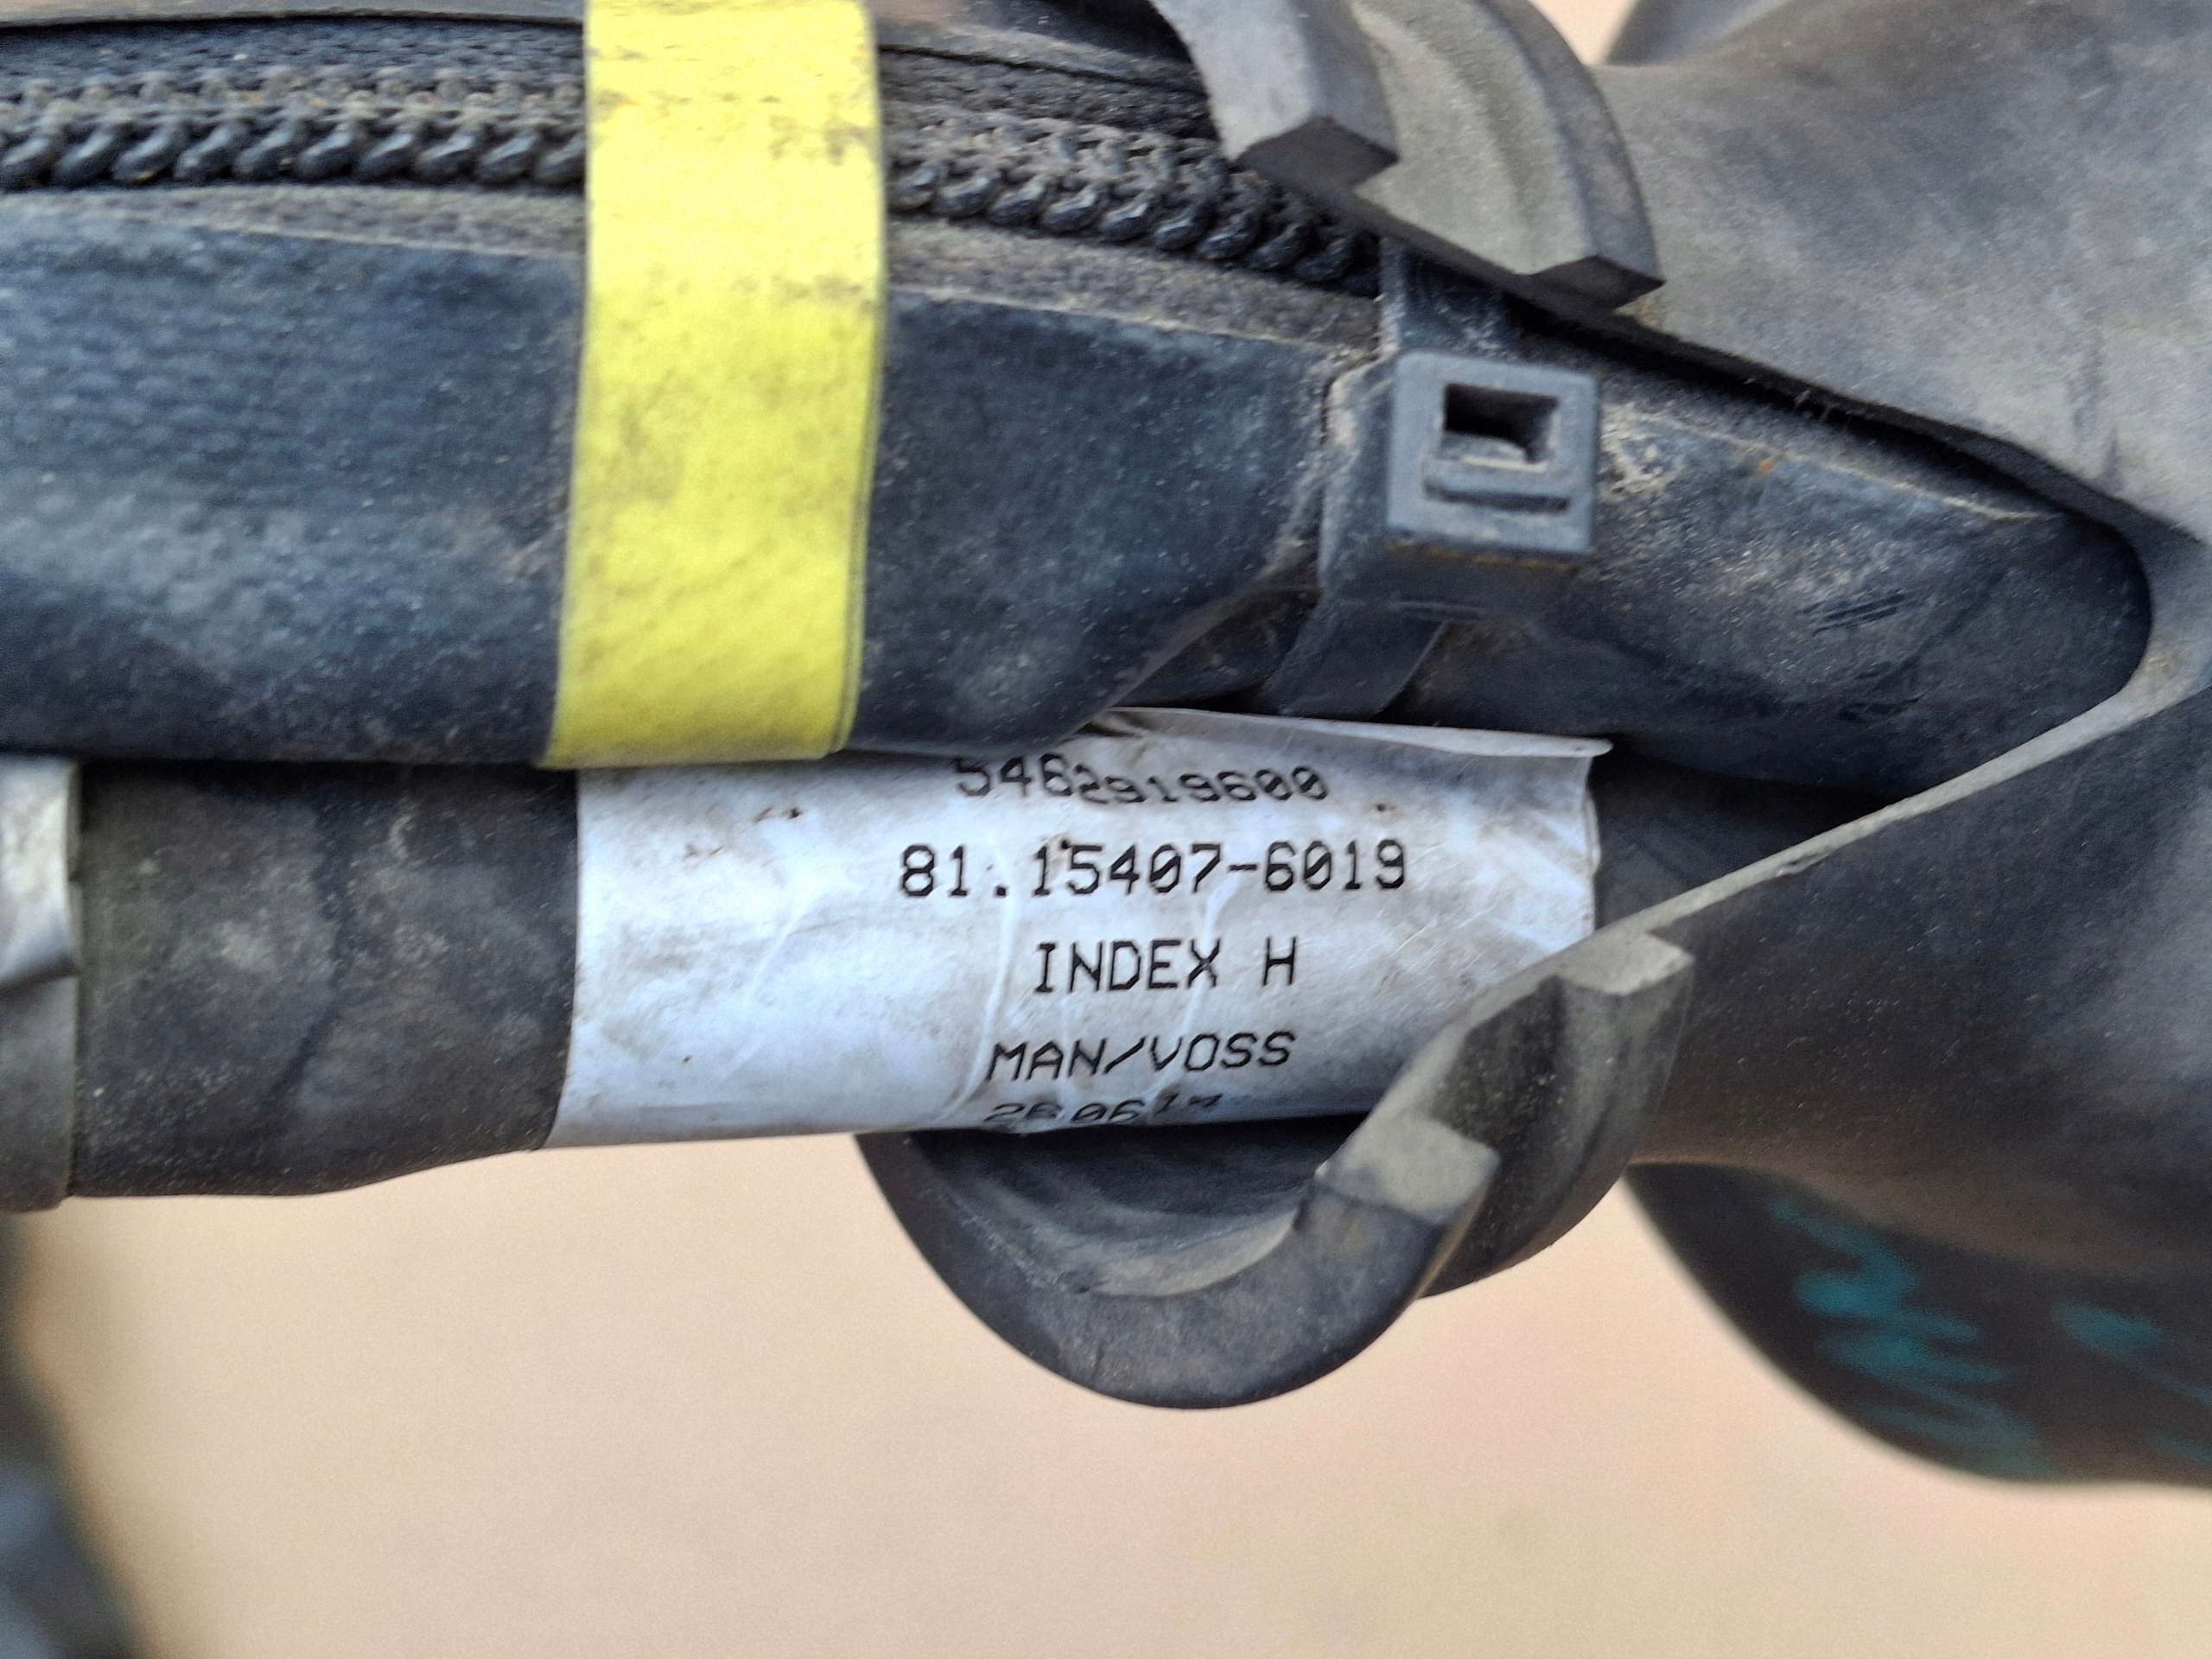 5462919600
81.15407-6019
INDEX H
MAN/VOSS